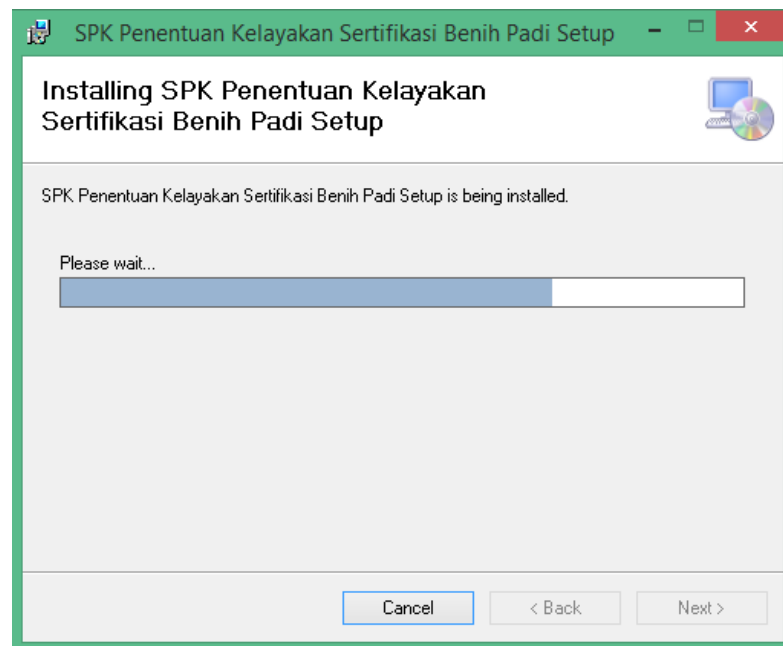 SPK Penentuan Kelayakan Sertifikasi Benih Padi Setup
Installing SPK Penentuan Kelayakan
Sertifikasi Benih Padi Setup
SPK Penentuan Kelayakan Sertifikasi Benih Padi Setup is being installed.
Please wait...
Cancel
< Back
Next >